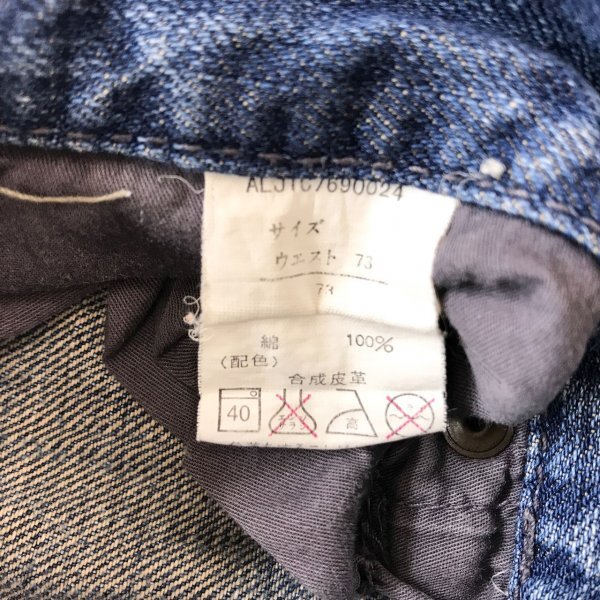 ALJ1C7690024
サイズ
ウエスト 73
73
綿 100%
(配色)
合成皮革
40 高